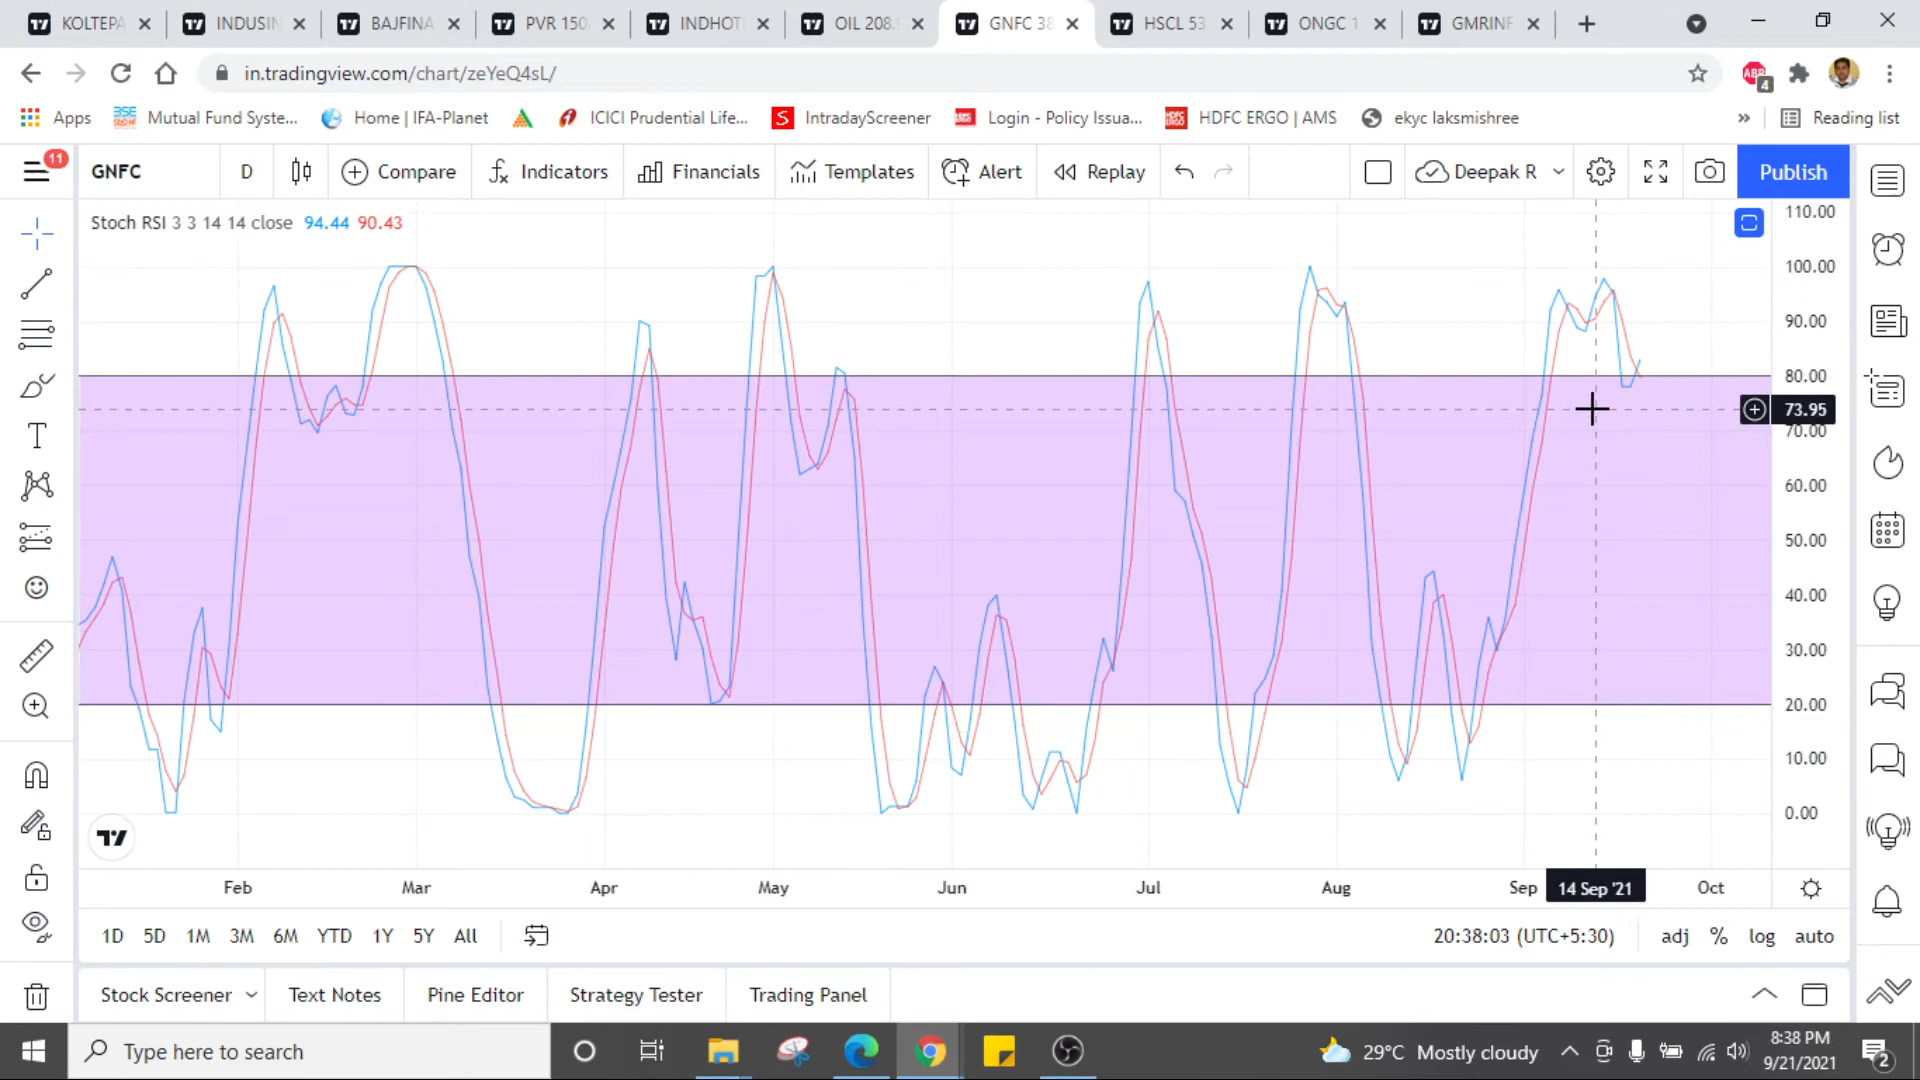 KOLTEPA INDUSIN BAJFINA PVR 150 INDHOT OIL 208. GNFC 38 HSCL 53 ONGC 1 GMRINF
in.tradingview.com/chart/zeYeQ4sL/
ABP 4
Apps Mutual Fund Syste... Home | IFA-Planet ICICI Prudential Life... IntradayScreener Login - Policy Issua... HDFC ERGO | AMS ekyc laksmishree » Reading list
11 GNFC D Compare Indicators Financials Templates Alert Replay Deepak R Publish
Stoch RSI 3 3 14 14 close 94.44 90.43
110.00
100.00
90.00
80.00
73.95
70.00
60.00
50.00
40.00
30.00
20.00
10.00
0.00
Feb Mar Apr May Jun Jul Aug Sep 14 Sep '21 Oct
1D 5D 1M 3M 6M YTD 1Y 5Y All 20:38:03 (UTC+5:30) adj % log auto
Stock Screener Text Notes Pine Editor Strategy Tester Trading Panel
Type here to search 29°C Mostly cloudy 8:38 PM
9/21/2021 2